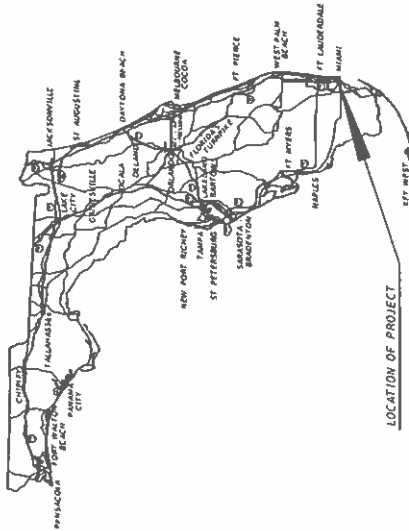 PENSACOLA
FORT WALTON
BEACH
CHIPLEY
PANAMA
CITY
TALLAHASSEE
LAKE
CITY
JACKSONVILLE
ST AUGUSTINE
GAINESVILLE
OCALA
DELAND
DAYTONA BEACH
ORLANDO
COCOA
MELBOURNE
NEW PORT RICHEY
TAMPA
ST PETERSBURG
LAKELAND
BARTOW
FLORIDA'S
TURNPIKE
SARASOTA
BRADENTON
FT PIERCE
WEST PALM
BEACH
FT MYERS
NAPLES
FT LAUDERDALE
MIAMI
KEY WEST
LOCATION OF PROJECT